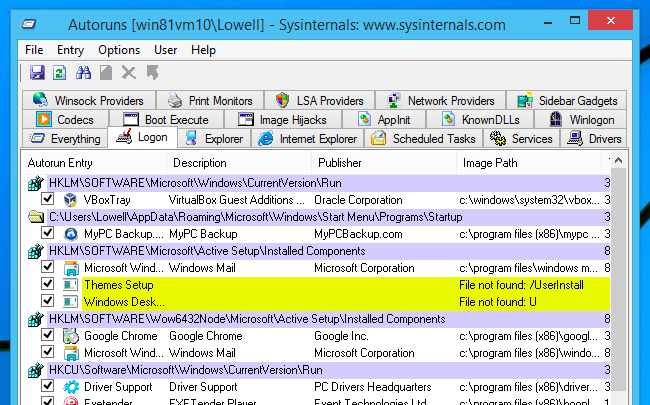 Autoruns [win81vm10\Lowell] - Sysinternals: www.sysinternals.com
File Entry Options User Help
Winsock Providers Print Monitors LSA Providers Network Providers Sidebar Gadgets
Codecs Boot Execute Image Hijacks AppInit KnownDLLs Winlogon
Everything Logon Explorer Internet Explorer Scheduled Tasks Services Drivers
Autorun Entry Description Publisher Image Path
HKLM\SOFTWARE\Microsoft\Windows\CurrentVersion\Run 3
VBoxTray VirtualBox Guest Additions ... Oracle Corporation c:\windows\system32\vbox... 3
C:\Users\Lowell\AppData\Roaming\Microsoft\Windows\Start Menu\Programs\Startup 3
MyPC Backup.... MyPC Backup MyPCBackup.com c:\program files (x86)\mypc ... 3
HKLM\SOFTWARE\Microsoft\Active Setup\Installed Components 8
Microsoft Wind... Windows Mail Microsoft Corporation c:\program files\windows m... 8
Themes Setup File not found: /UserInstall
Windows Desk... File not found: U
HKLM\SOFTWARE\Wow6432Node\Microsoft\Active Setup\Installed Components 8
Google Chrome Google Chrome Google Inc. c:\program files (x86)\googl... 3
Microsoft Wind... Windows Mail Microsoft Corporation c:\program files (x86)\windo... 8
HKCU\Software\Microsoft\Windows\CurrentVersion\Run 3
Driver Support Driver Support PC Drivers Headquarters c:\program files (x86)\driver... 3
Exetender EXETender Player Exent Technologies Ltd. c:\program files (x86)\